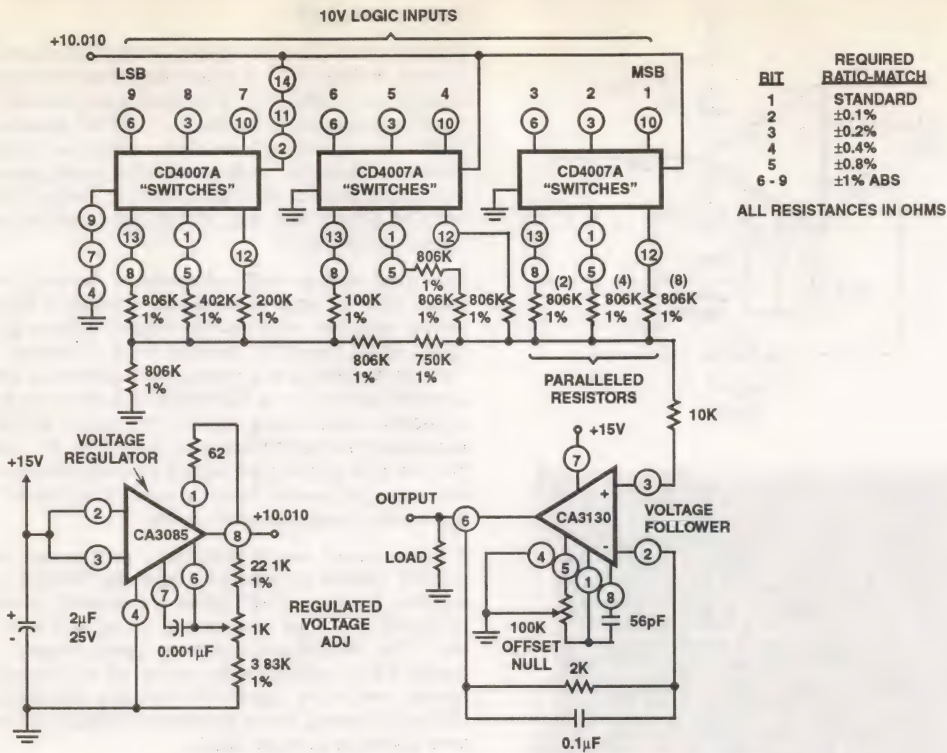 10V LOGIC INPUTS
+10.010
LSB
MSB
9 8 7 6 5 4 3 2 1
14
11
2
6 3 10 6 3 10 6 3 10
CD4007A
"SWITCHES"
CD4007A
"SWITCHES"
CD4007A
"SWITCHES"
9
7
4
13 1 12
8 5
13 1 12
8 5
13 1 12
8 5
806K
1%
402K
1%
200K
1%
100K
1%
806K
1%
806K
1%
806K
1%
(2)
806K
1%
(4)
806K
1%
(8)
806K
1%
806K
1%
806K
1%
750K
1%
PARALLELED
RESISTORS
10K
BIT
REQUIRED
RATIO-MATCH
1 STANDARD
2 ±0.1%
3 ±0.2%
4 ±0.4%
5 ±0.8%
6 - 9 ±1% ABS
ALL RESISTANCES IN OHMS
VOLTAGE
REGULATOR
+15V
62
1
2
3
CA3085
8
+10.010
4
7
6
22 1K
1%
1K
REGULATED
VOLTAGE
ADJ
3 83K
1%
0.001µF
+
-
2µF
25V
+15V
7
OUTPUT
6
LOAD
CA3130
+
-
3
2
VOLTAGE
FOLLOWER
4
5
1
8
56pF
100K
OFFSET
NULL
2K
0.1µF